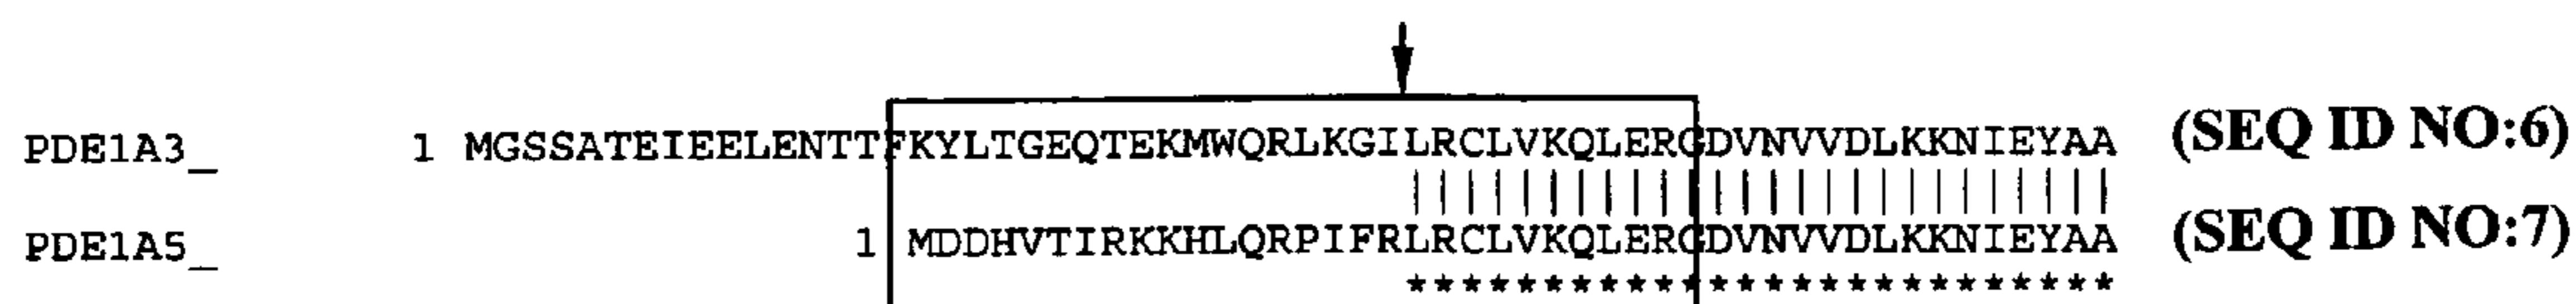 PDE1A3_ 1 MGSSATEIEELENTTFKYLTGEQTEKMWQRLKGILRCLVKQLERGDVNVVDLKKNIEYAA (SEQ ID NO:6)
||||||||||||||||||||||||||
PDE1A5_ 1 MDDHVTIRKKHLQRPIFRLRCLVKQLERGDVNVVDLKKNIEYAA (SEQ ID NO:7)
**************************